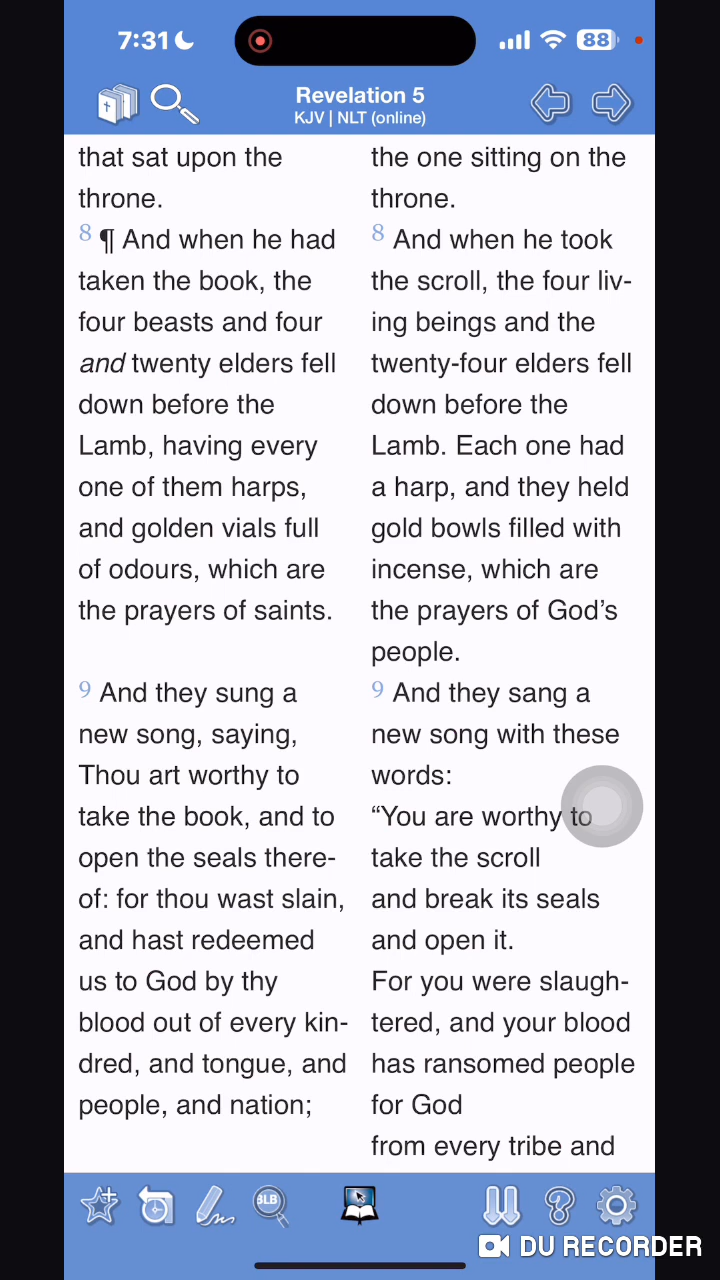 7:31
88
Revelation 5
KJV | NLT (online)
that sat upon the
throne.
8 ¶ And when he had
taken the book, the
four beasts and four
and twenty elders fell
down before the
Lamb, having every
one of them harps,
and golden vials full
of odours, which are
the prayers of saints.
9 And they sung a
new song, saying,
Thou art worthy to
take the book, and to
open the seals there-
of: for thou wast slain,
and hast redeemed
us to God by thy
blood out of every kin-
dred, and tongue, and
people, and nation;
the one sitting on the
throne.
8 And when he took
the scroll, the four liv-
ing beings and the
twenty-four elders fell
down before the
Lamb. Each one had
a harp, and they held
gold bowls filled with
incense, which are
the prayers of God’s
people.
9 And they sang a
new song with these
words:
“You are worthy to
take the scroll
and break its seals
and open it.
For you were slaugh-
tered, and your blood
has ransomed people
for God
from every tribe and
BLB
DU RECORDER